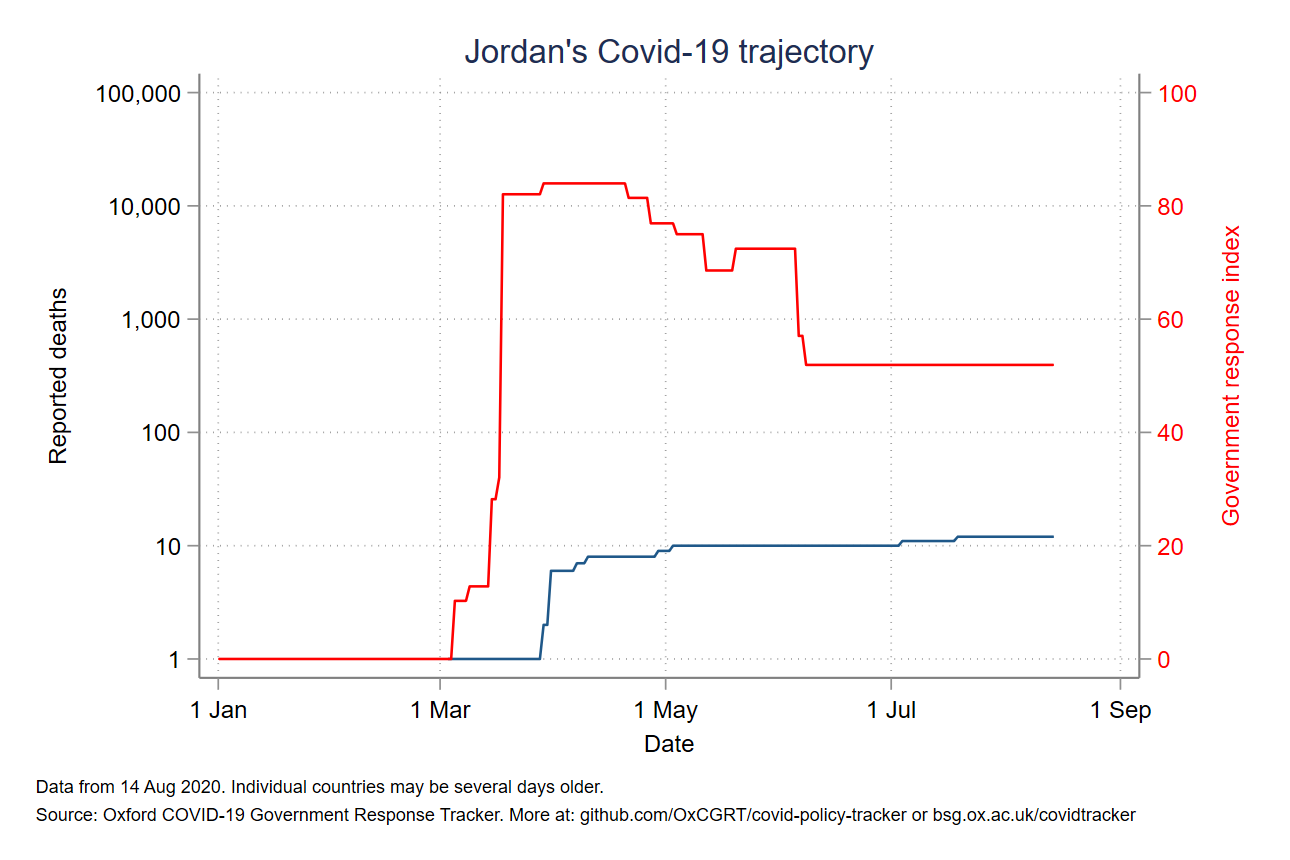 Jordan's Covid-19 trajectory
100,000
10,000
1,000
100
10
1
Reported deaths
100
80
60
40
20
0
Government response index
1 Jan
1 Mar
1 May
1 Jul
1 Sep
Date
Data from 14 Aug 2020. Individual countries may be several days older.
Source: Oxford COVID-19 Government Response Tracker. More at: github.com/OxCGRT/covid-policy-tracker or bsg.ox.ac.uk/covidtracker